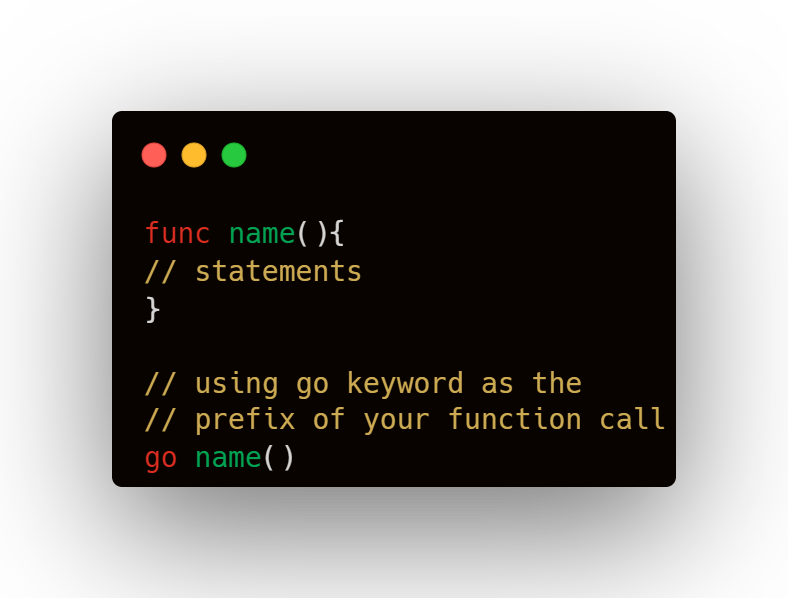 func name(){
// statements
}
// using go keyword as the
// prefix of your function call
go name()